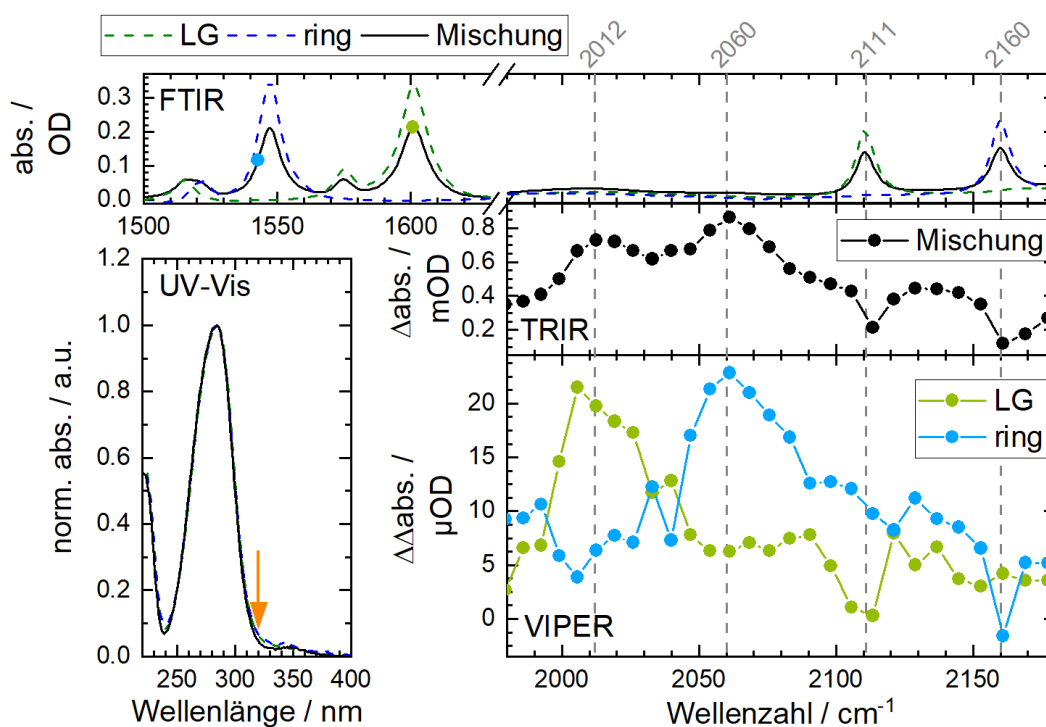 LG ring Mischung
2012 2060 2111 2160
FTIR
abs. /
OD
0.3
0.2
0.1
0.0
1500 1550 1600
UV-Vis
norm. abs. / a.u.
1.2
1.0
0.8
0.6
0.4
0.2
0.0
250 300 350 400
Wellenlänge / nm
Mischung
TRIR
Δabs. /
mOD
0.8
0.6
0.4
0.2
LG
ring
VIPER
ΔΔabs. /
µOD
20
15
10
5
0
2000 2050 2100 2150
Wellenzahl / cm⁻¹